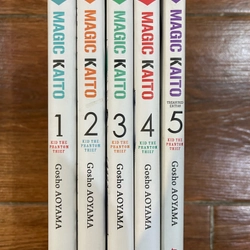 MAGIC KAITO
1
KID THE
PHANTOM
THIEF
Gosho AOYAMA
MAGIC KAITO
2
KID THE
PHANTOM
THIEF
Gosho AOYAMA
MAGIC KAITO
3
KID THE
PHANTOM
THIEF
Gosho AOYAMA
MAGIC KAITO
4
KID THE
PHANTOM
THIEF
Gosho AOYAMA
MAGIC KAITO
TREASURED
EDITION
5
KID THE
PHANTOM
THIEF
Gosho AOYAMA